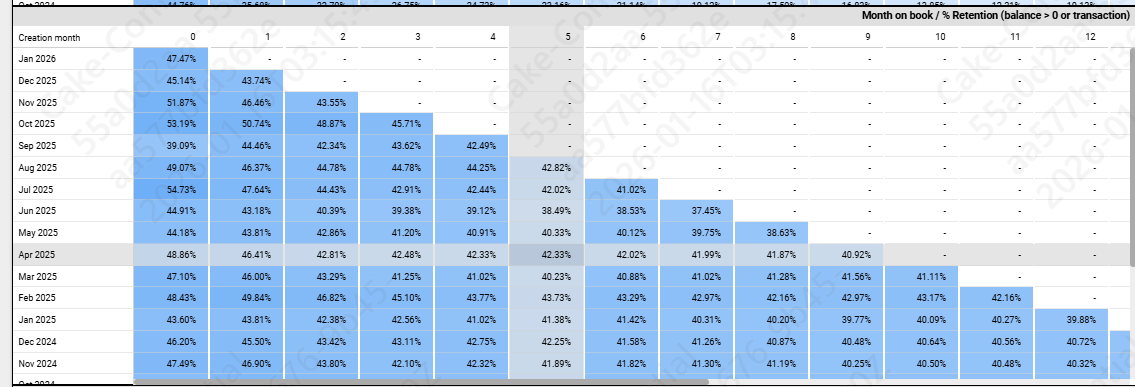 Month on book / % Retention (balance > 0 or transaction)
Creation month 0 1 2 3 4 5 6 7 8 9 10 11 12
Jan 2026 47.47% - - - - - - - - - - - -
Dec 2025 45.14% 43.74% - - - - - - - - - - -
Nov 2025 51.87% 46.46% 43.55% - - - - - - - - - -
Oct 2025 53.19% 50.74% 48.87% 45.71% - - - - - - - - -
Sep 2025 39.09% 44.46% 42.34% 43.62% 42.49% - - - - - - - -
Aug 2025 49.07% 46.37% 44.78% 44.78% 44.25% 42.82% - - - - - - -
Jul 2025 54.73% 47.64% 44.43% 42.91% 42.44% 42.02% 41.02% - - - - - -
Jun 2025 44.91% 43.18% 40.39% 39.38% 39.12% 38.49% 38.53% 37.45% - - - - -
May 2025 44.18% 43.81% 42.86% 41.20% 40.91% 40.33% 40.12% 39.75% 38.63% - - - -
Apr 2025 48.86% 46.41% 42.81% 42.48% 42.33% 42.33% 42.02% 41.99% 41.87% 40.92% - - -
Mar 2025 47.10% 46.00% 43.29% 41.25% 41.02% 40.23% 40.88% 41.02% 41.28% 41.56% 41.11% - -
Feb 2025 48.43% 49.84% 46.82% 45.10% 43.77% 43.73% 43.29% 42.97% 42.16% 42.97% 43.17% 42.16% -
Jan 2025 43.60% 43.81% 42.38% 42.56% 41.02% 41.38% 41.42% 40.31% 40.20% 39.77% 40.09% 40.27% 39.88%
Dec 2024 46.20% 45.50% 43.42% 43.11% 42.75% 42.25% 41.58% 41.26% 40.87% 40.48% 40.64% 40.56% 40.72%
Nov 2024 47.49% 46.90% 43.80% 42.10% 42.32% 41.89% 41.82% 41.30% 41.19% 40.25% 40.50% 40.48% 40.32%